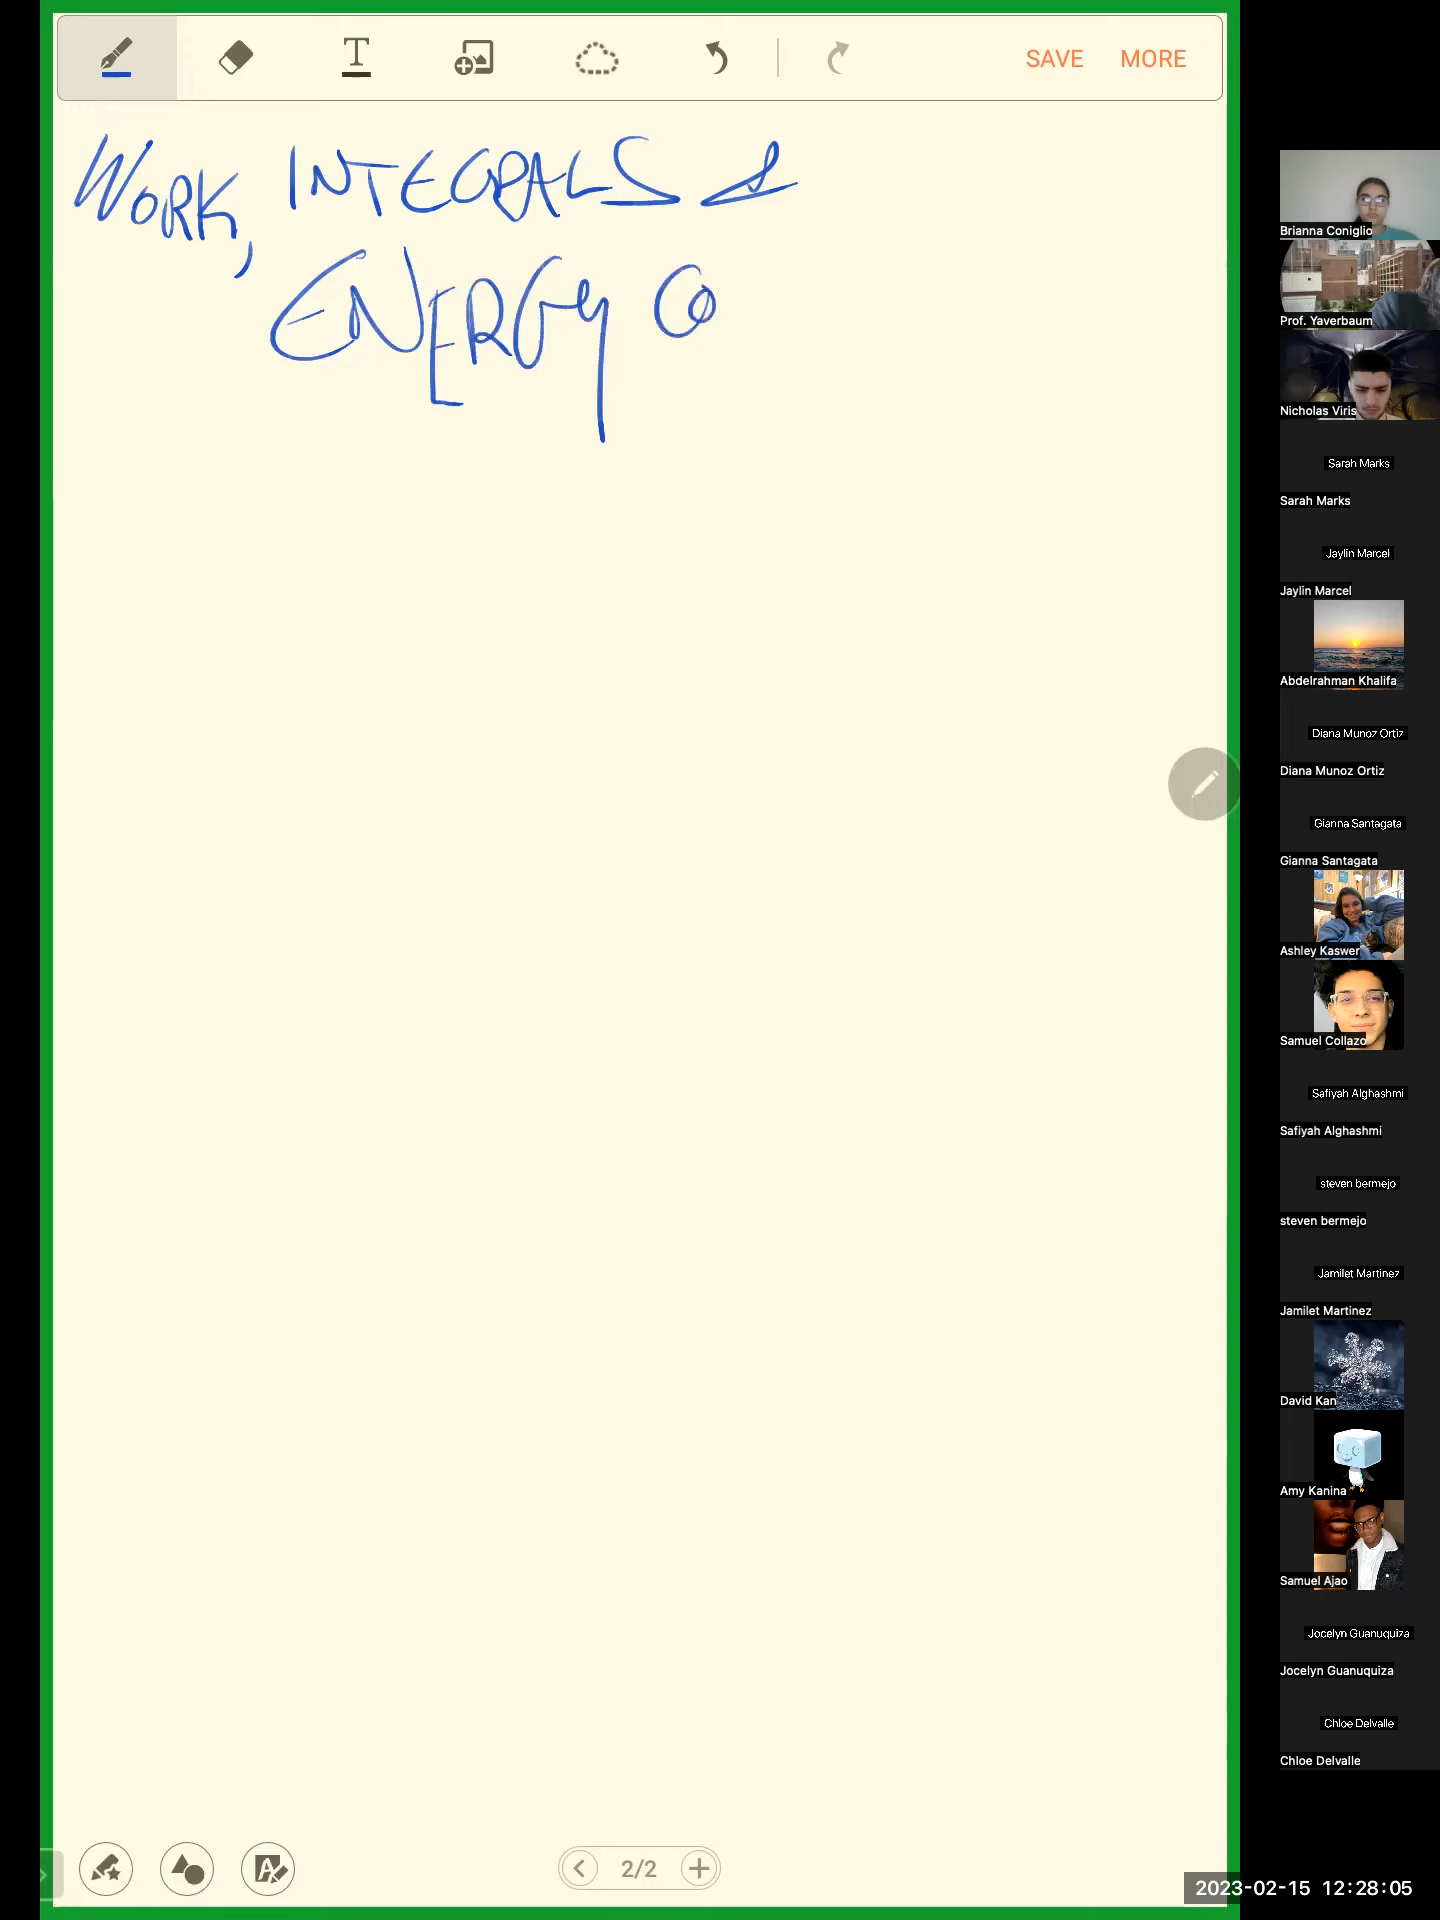 T
SAVE
MORE
WORK, INTEGRALS &
ENERGY CO
Brianna Coniglio
Prof. Yaverbaum
Nicholas Viris
Sarah Marks
Sarah Marks
Jaylin Marcel
Jaylin Marcel
Abdelrahman Khalifa
Diana Munoz Ortiz
Diana Munoz Ortiz
Gianna Santagata
Gianna Santagata
Ashley Kaswer
Samuel Collazo
Safiyah Alghashmi
Safiyah Alghashmi
steven bermejo
steven bermejo
Jamilet Martinez
Jamilet Martinez
David Kan
Amy Kanina
Samuel Ajao
Jocelyn Guanuquiza
Jocelyn Guanuquiza
Chloe Delvalle
Chloe Delvalle
A
2/2
2023-02-15 12:28:05